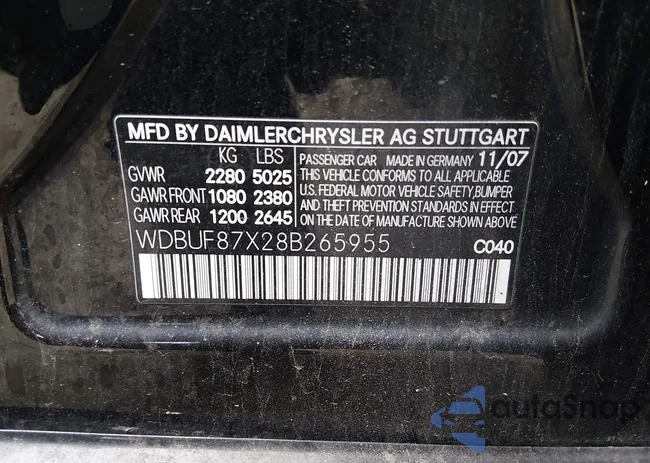 MFD BY DAIMLERCHRYSLER AG STUTTGART
KG LBS
GVWR 2280 5025
GAWR FRONT 1080 2380
GAWR REAR 1200 2645
PASSENGER CAR MADE IN GERMANY 11/07
THIS VEHICLE CONFORMS TO ALL APPLICABLE
U.S. FEDERAL MOTOR VEHICLE SAFETY, BUMPER
AND THEFT PREVENTION STANDARDS IN EFFECT
ON THE DATE OF MANUFACTURE SHOWN ABOVE.
WDBUF87X28B265955 C040
autoSnap